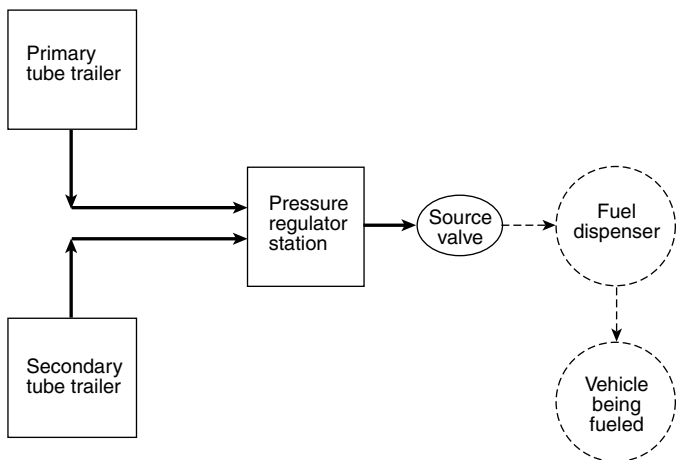 Primary
tube trailer
Pressure
regulator
station
Source
valve
Fuel
dispenser
Secondary
tube trailer
Vehicle
being
fueled